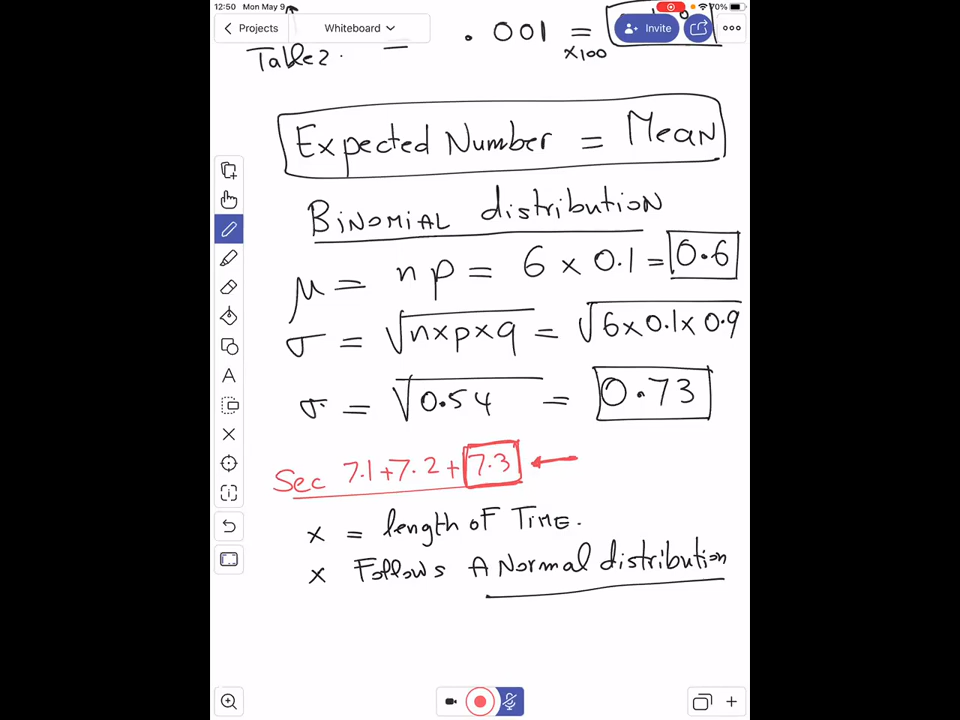 12:50 Mon May 9
70%
Projects
Whiteboard
Invite
. 001 =
x100
Table2.
Expected Number = Mean
BINOMIAL distribution
μ = np = 6 x 0.1 = 0.6
σ = √n×p×q = √6×0.1×0.9
σ = √0.54 = 0.73
Sec 7.1+7.2+7.3
x = length of Time.
x Follows A Normal distribution